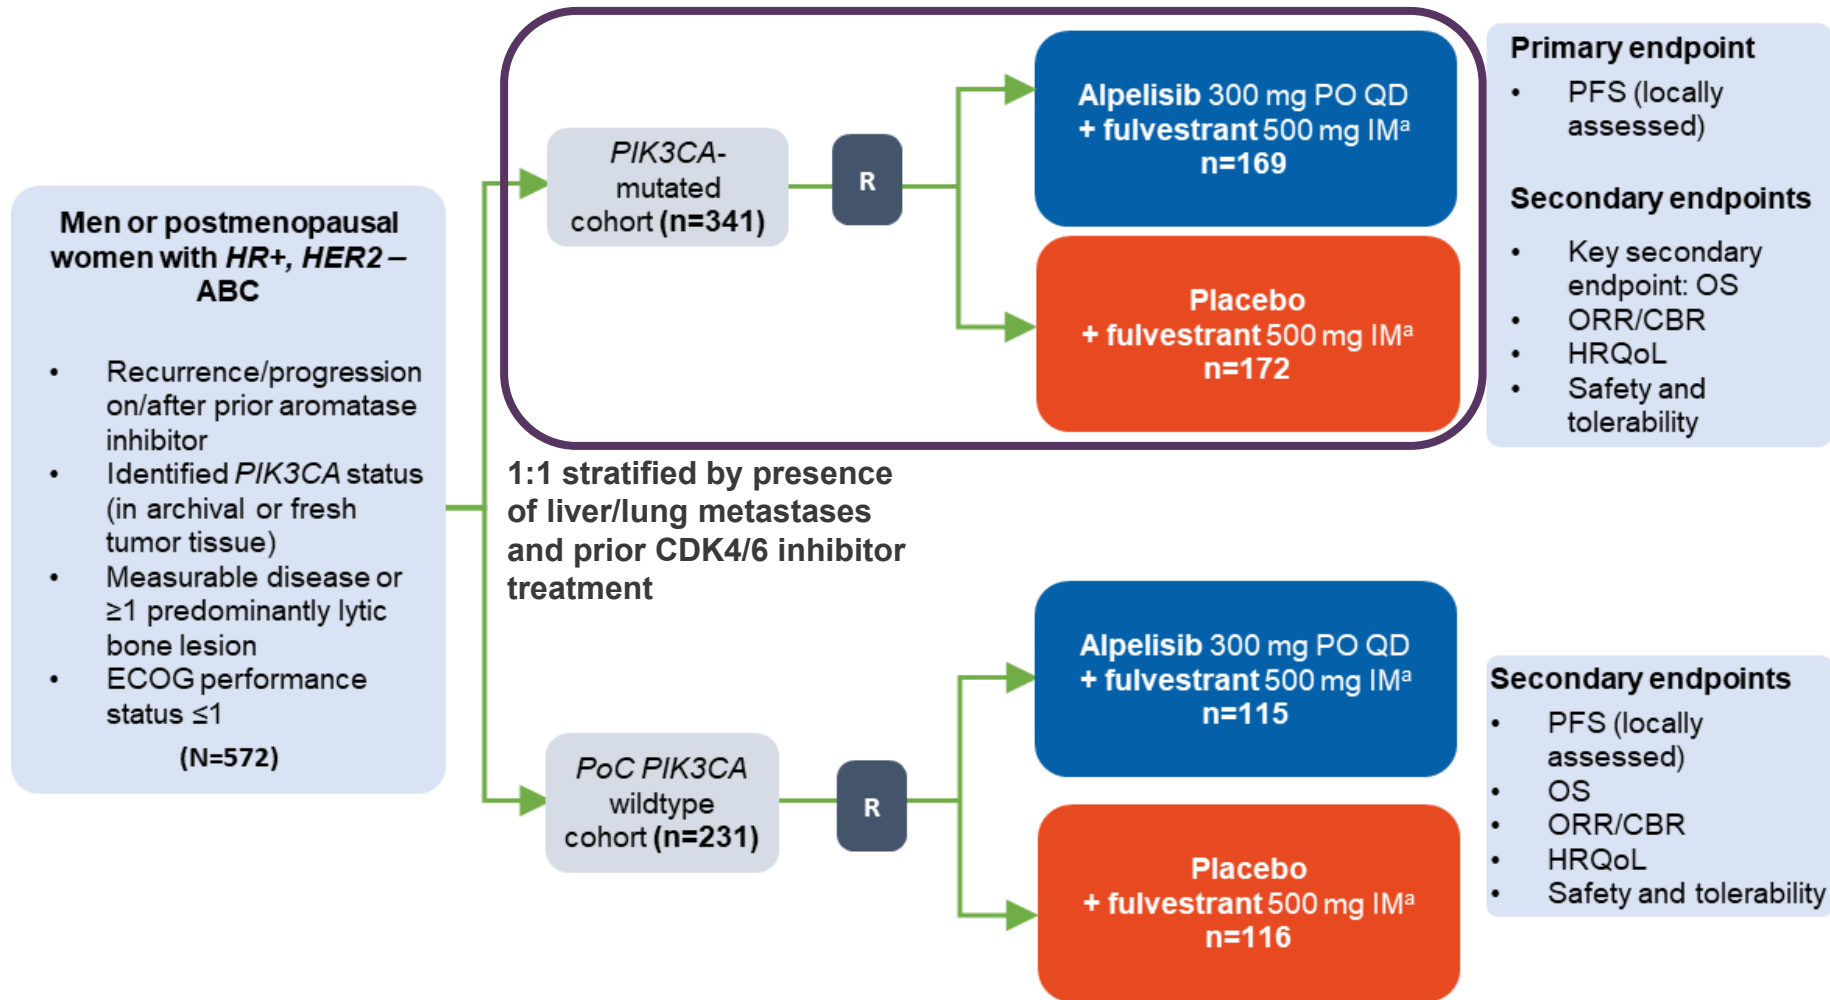 Men or postmenopausal
women with HR+, HER2 –
ABC
• Recurrence/progression
on/after prior aromatase
inhibitor
• Identified PIK3CA status
(in archival or fresh
tumor tissue)
• Measurable disease or
≥1 predominantly lytic
bone lesion
• ECOG performance
status ≤1
(N=572)
PIK3CA-
mutated
cohort (n=341)
R
Alpelisib 300 mg PO QD
+ fulvestrant 500 mg IMᵃ
n=169
Placebo
+ fulvestrant 500 mg IMᵃ
n=172
Primary endpoint
• PFS (locally
assessed)
Secondary endpoints
• Key secondary
endpoint: OS
• ORR/CBR
• HRQoL
• Safety and
tolerability
1:1 stratified by presence
of liver/lung metastases
and prior CDK4/6 inhibitor
treatment
PoC PIK3CA
wildtype
cohort (n=231)
R
Alpelisib 300 mg PO QD
+ fulvestrant 500 mg IMᵃ
n=115
Placebo
+ fulvestrant 500 mg IMᵃ
n=116
Secondary endpoints
• PFS (locally
assessed)
• OS
• ORR/CBR
• HRQoL
• Safety and tolerability